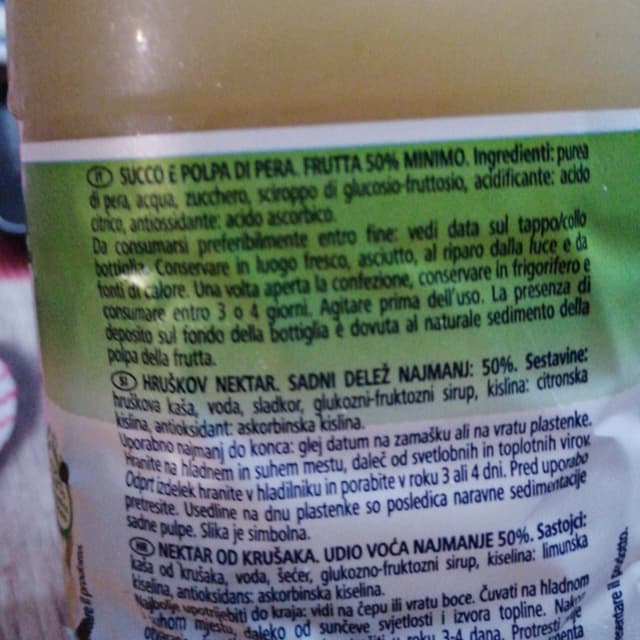 IT SUCCO E POLPA DI PERA. FRUTTA 50% MINIMO. Ingredienti: purea
di pera, acqua, zucchero, sciroppo di glucosio-fruttosio, acidificante: acido
citrico, antiossidante: acido ascorbico.
Da consumarsi preferibilmente entro fine: vedi data sul tappo/collo
bottiglia. Conservare in luogo fresco, asciutto, al riparo dalla luce e da
fonti di calore. Una volta aperta la confezione, conservare in frigorifero e
consumare entro 3 o 4 giorni. Agitare prima dell'uso. La presenza di
deposito sul fondo della bottiglia è dovuta al naturale sedimento della
polpa della frutta.
HRUŠKOV NEKTAR. SADNI DELEŽ NAJMANJ: 50%. Sestavine:
hruškova kaša, voda, sladkor, glukozni-fruktozni sirup, kislina: citronska
kislina, antioksidant: askorbinska kislina.
Uporabno najmanj do konca: glej datum na zamašku ali na vratu plastenke.
Hranite na hladnem in suhem mestu, daleč od svetlobnih in toplotnih virov.
Odprt izdelek hranite v hladilniku in porabite v roku 3 ali 4 dni. Pred uporabo
pretresite. Usedline na dnu plastenke so posledica naravne sedimentacije
sadne pulpe. Slika je simbolna.
NEKTAR OD KRUŠAKA. UDIO VOĆA NAJMANJE 50%. Sastojci:
kaša od krušaka, voda, šećer, glukozno-fruktozni sirup, kiselina: limunska
kiselina, antioksidans: askorbinska kiselina.
Najbolje upotrijebiti do kraja: vidi na čepu ili vratu boce. Čuvati na hladnom
suhom mjestu, daleko od sunčeve svjetlosti i izvora topline. Nakon
u roku 3-4 dana. Protresti